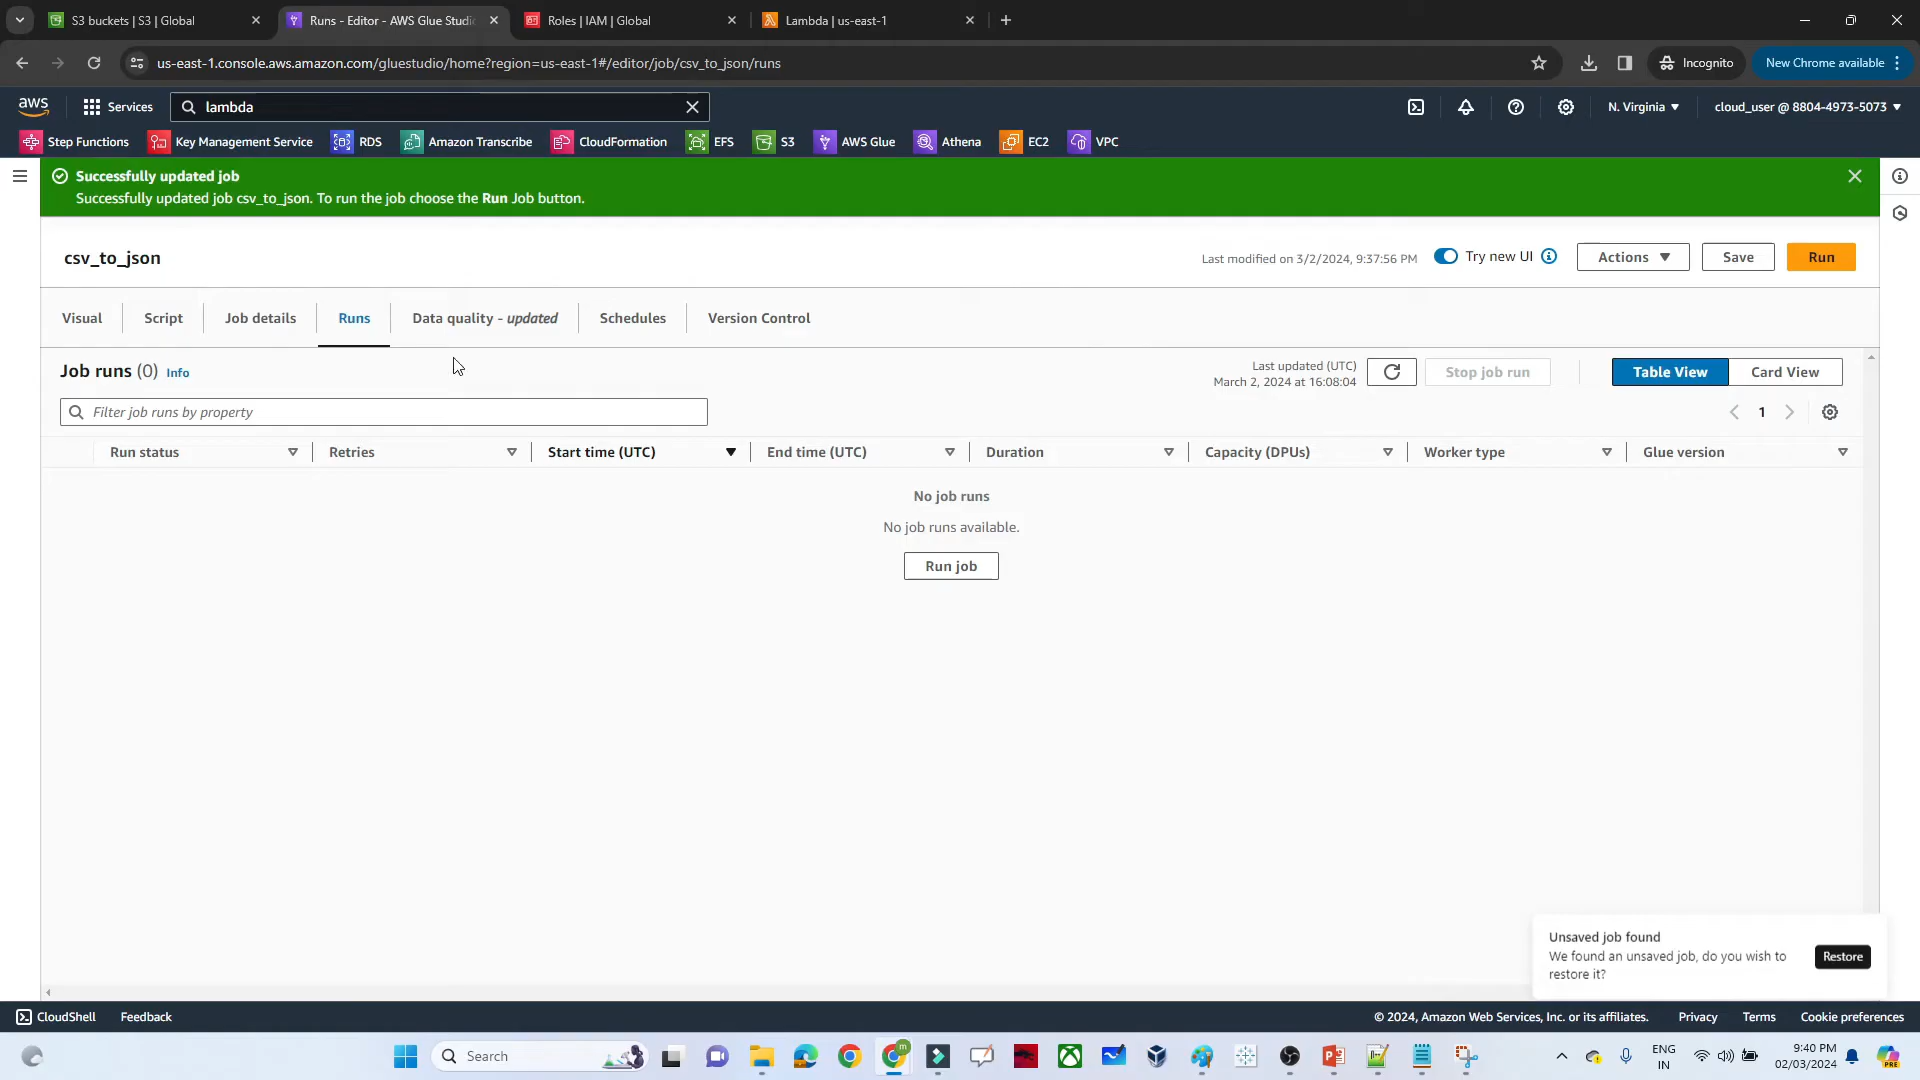 S3 buckets | S3 | Global
Runs - Editor - AWS Glue Studi
Roles | IAM | Global
Lambda | us-east-1
us-east-1.console.aws.amazon.com/gluestudio/home?region=us-east-1#/editor/job/csv_to_json/runs
Incognito
New Chrome available
aws
Services
lambda
N. Virginia
cloud_user @ 8804-4973-5073
Step Functions
Key Management Service
RDS
Amazon Transcribe
CloudFormation
EFS
S3
AWS Glue
Athena
EC2
VPC
Successfully updated job
Successfully updated job csv_to_json. To run the job choose the Run Job button.
csv_to_json
Last modified on 3/2/2024, 9:37:56 PM
Try new UI
Actions
Save
Run
Visual
Script
Job details
Runs
Data quality - updated
Schedules
Version Control
Job runs (0) Info
Last updated (UTC)
March 2, 2024 at 16:08:04
Stop job run
Table View
Card View
Filter job runs by property
1
Run status
Retries
Start time (UTC)
End time (UTC)
Duration
Capacity (DPUs)
Worker type
Glue version
No job runs
No job runs available.
Run job
Unsaved job found
We found an unsaved job, do you wish to
restore it?
Restore
CloudShell
Feedback
© 2024, Amazon Web Services, Inc. or its affiliates.
Privacy
Terms
Cookie preferences
Search
ENG
IN
9:40 PM
02/03/2024